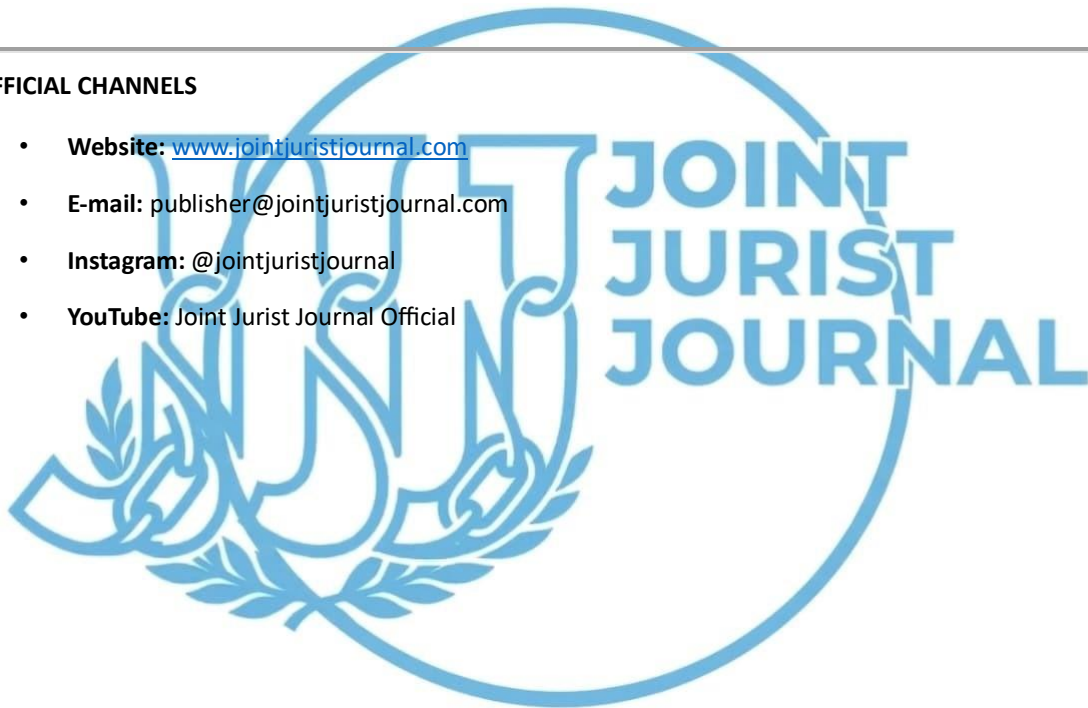 FFICIAL CHANNELS
• Website: www.jointjuristjournal.com
• E-mail: publisher@jointjuristjournal.com
• Instagram: @jointjuristjournal
• YouTube: Joint Jurist Journal Official
JJJ
JOINT
JURIST
JOURNAL